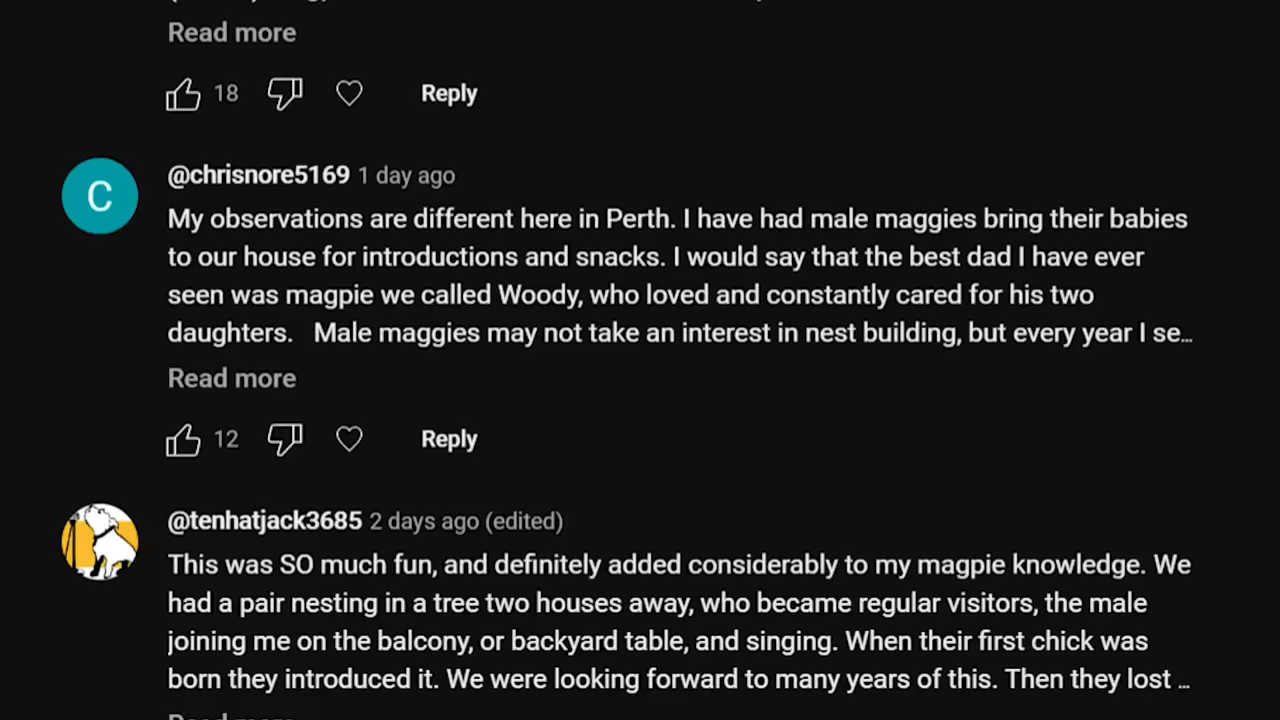 Read more
18
Reply
C
@chrisnore5169 1 day ago
My observations are different here in Perth. I have had male maggies bring their babies
to our house for introductions and snacks. I would say that the best dad I have ever
seen was magpie we called Woody, who loved and constantly cared for his two
daughters.   Male maggies may not take an interest in nest building, but every year I se...
Read more
12
Reply
@tenhatjack3685 2 days ago (edited)
This was SO much fun, and definitely added considerably to my magpie knowledge. We
had a pair nesting in a tree two houses away, who became regular visitors, the male
joining me on the balcony, or backyard table, and singing. When their first chick was
born they introduced it. We were looking forward to many years of this. Then they lost ...
Read more